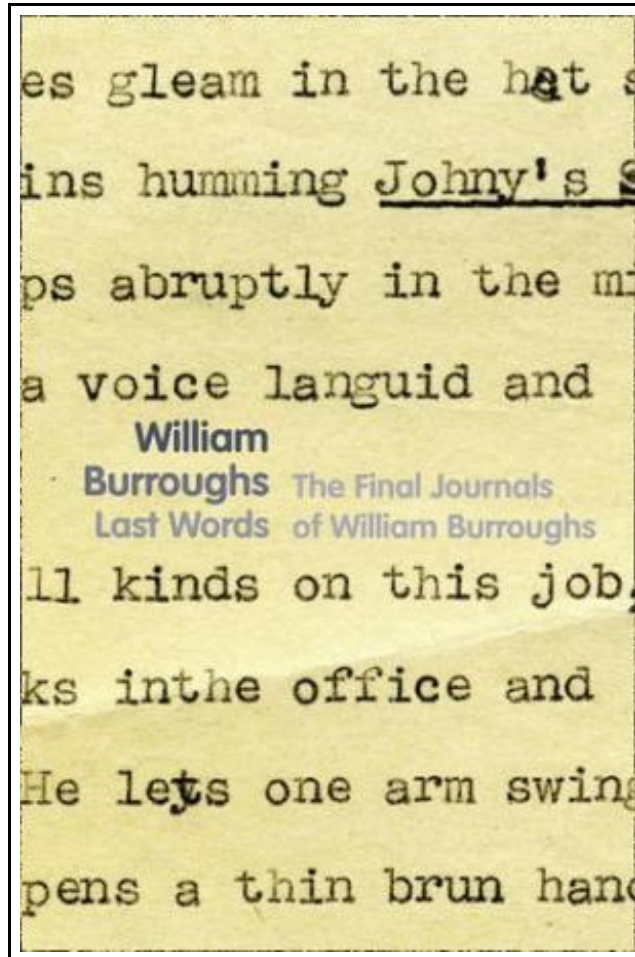 es gleam in the hat s
ins humming Johny's S
ps abruptly in the mi
a voice languid and
William
Burroughs
Last Words
The Final Journals
of William Burroughs
ll kinds on this job,
ks inthe office and
He lets one arm swing
pens a thin brun hand